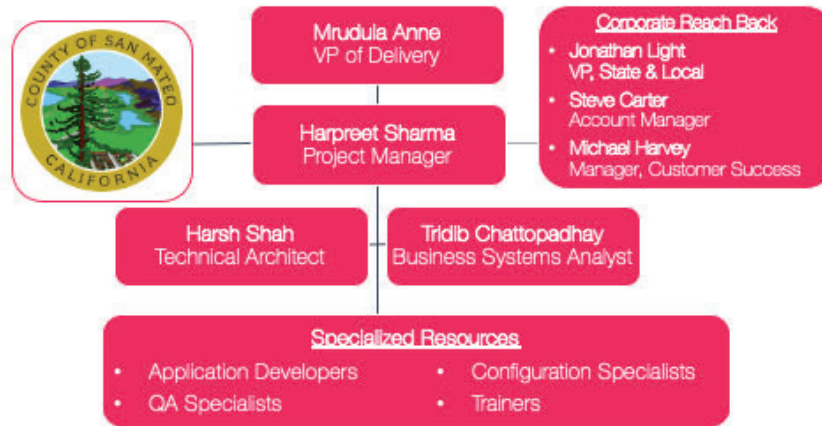 Mrudula Anne
VP of Delivery
COUNTY OF SAN MATEO
CALIFORNIA
Harpreet Sharma
Project Manager
Corporate Reach Back
• Jonathan Light
VP, State & Local
• Steve Carter
Account Manager
• Michael Harvey
Manager, Customer Success
Harsh Shah
Technical Architect
Tridib Chattopadhay
Business Systems Analyst
Specialized Resources
• Application Developers
• QA Specialists
• Configuration Specialists
• Trainers